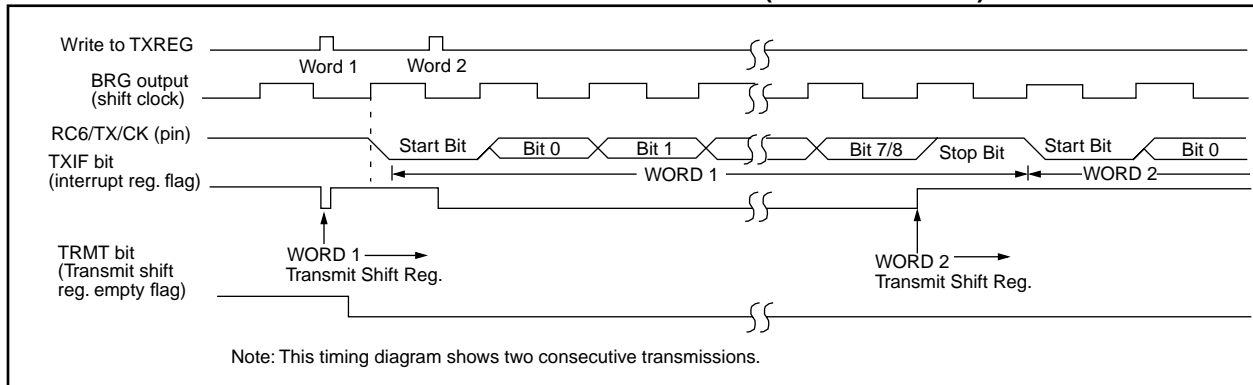 Write to TXREG
Word 1
Word 2
BRG output
(shift clock)
RC6/TX/CK (pin)
Start Bit
Bit 0
Bit 1
Bit 7/8
Stop Bit
Start Bit
Bit 0
WORD 1
WORD 2
TXIF bit
(interrupt reg. flag)
WORD 1
Transmit Shift Reg.
WORD 2
Transmit Shift Reg.
TRMT bit
(Transmit shift
reg. empty flag)
Note: This timing diagram shows two consecutive transmissions.